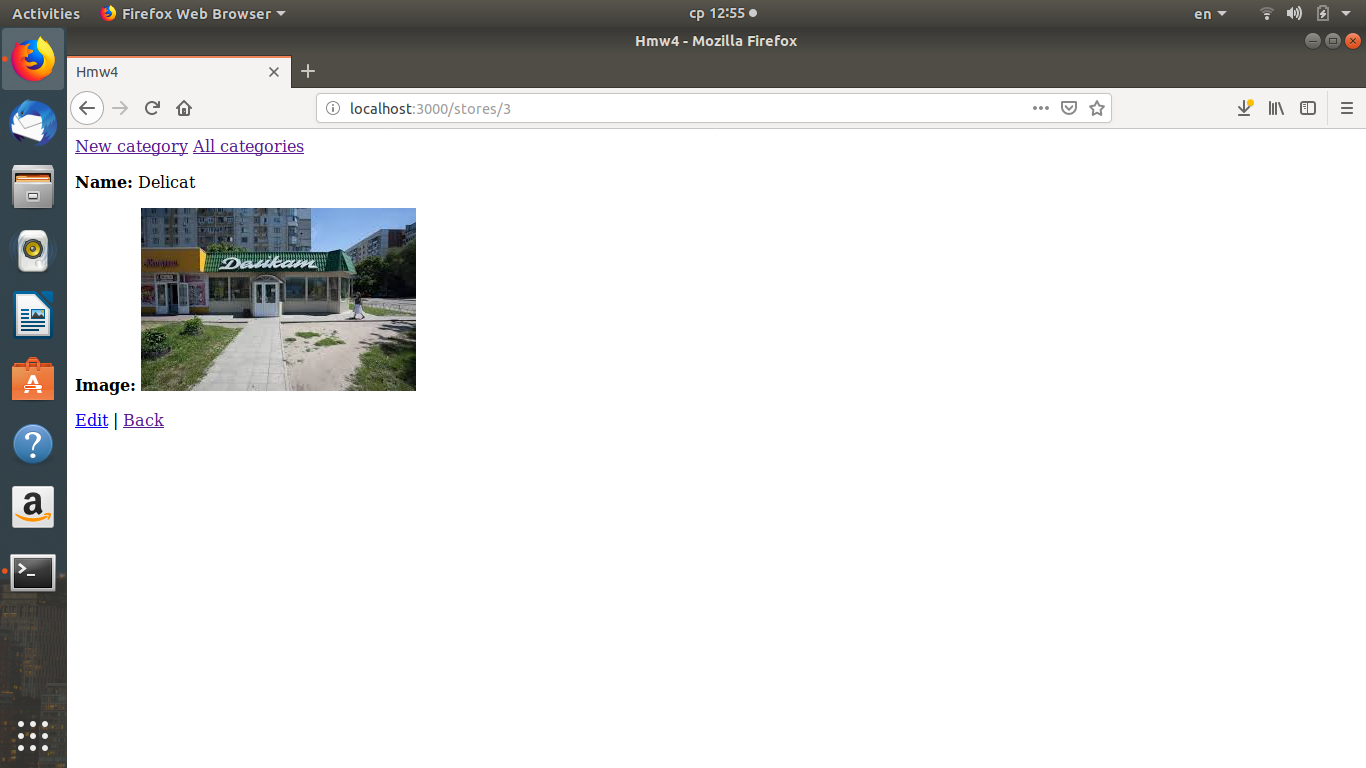 Activities Firefox Web Browser ср 12:55 en
Hmw4 - Mozilla Firefox
Hmw4
localhost:3000/stores/3
New category All categories
Name: Delicat
Делікат
Image:
Edit | Back